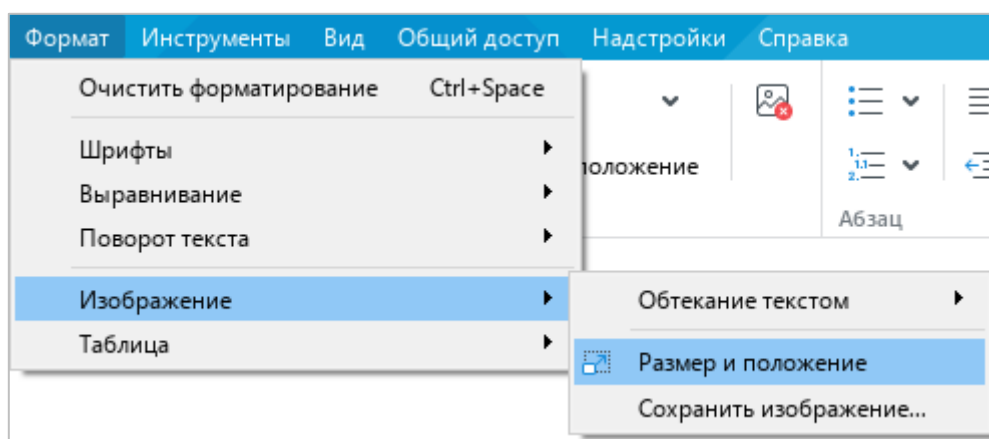 Формат Инструменты Вид Общий доступ Надстройки Справка
Очистить форматирование Ctrl+Space
Шрифты
положение
Выравнивание
Абзац
Поворот текста
Изображение
Обтекание текстом
Таблица
Размер и положение
Сохранить изображение...